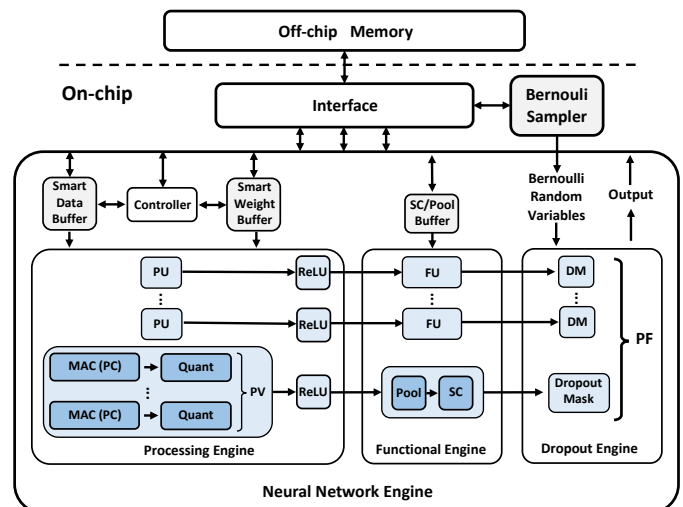 Off-chip Memory
On-chip
Interface
Bernouli
Sampler
Smart
Data
Buffer
Controller
Smart
Weight
Buffer
SC/Pool
Buffer
Bernoulli
Random
Variables
Output
PU
ReLU
FU
DM
PU
ReLU
FU
DM
PF
MAC (PC)
Quant
MAC (PC)
Quant
PV
ReLU
Pool
SC
Dropout
Mask
Processing Engine
Functional Engine
Dropout Engine
Neural Network Engine